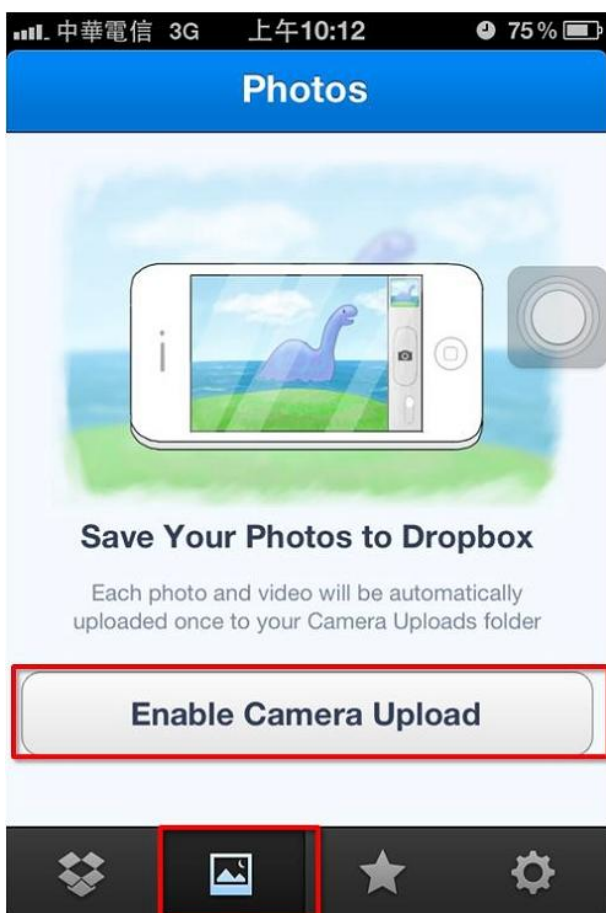 中華電信 3G 上午10:12 75%
Photos
Save Your Photos to Dropbox
Each photo and video will be automatically
uploaded once to your Camera Uploads folder
Enable Camera Upload